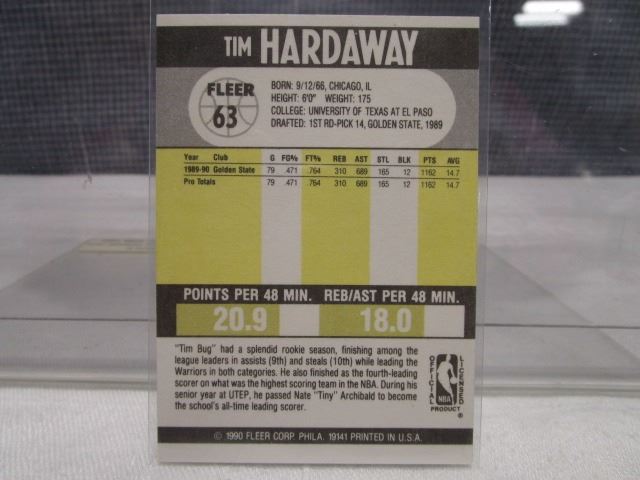 TIM HARDAWAY
FLEER
63
BORN: 9/12/66, CHICAGO, IL
HEIGHT: 6'0" WEIGHT: 175
COLLEGE: UNIVERSITY OF TEXAS AT EL PASO
DRAFTED: 1ST RD-PICK 14, GOLDEN STATE, 1989
Year Club G FG% FT% REB AST STL BLK PTS AVG
1989-90 Golden State 79 .471 .764 310 689 165 12 1162 14.7
Pro Totals 79 .471 .764 310 689 165 12 1162 14.7
POINTS PER 48 MIN. REB/AST PER 48 MIN.
20.9 18.0
"Tim Bug" had a splendid rookie season, finishing among the
league leaders in assists (9th) and steals (10th) while leading the
Warriors in both categories. He also finished as the fourth-leading
scorer on what was the highest scoring team in the NBA. During his
senior year at UTEP, he passed Nate "Tiny" Archibald to become
the school's all-time leading scorer.
OFFICIAL
LICENSED
NBA
PRODUCT
®
© 1990 FLEER CORP. PHILA. 19141 PRINTED IN U.S.A.